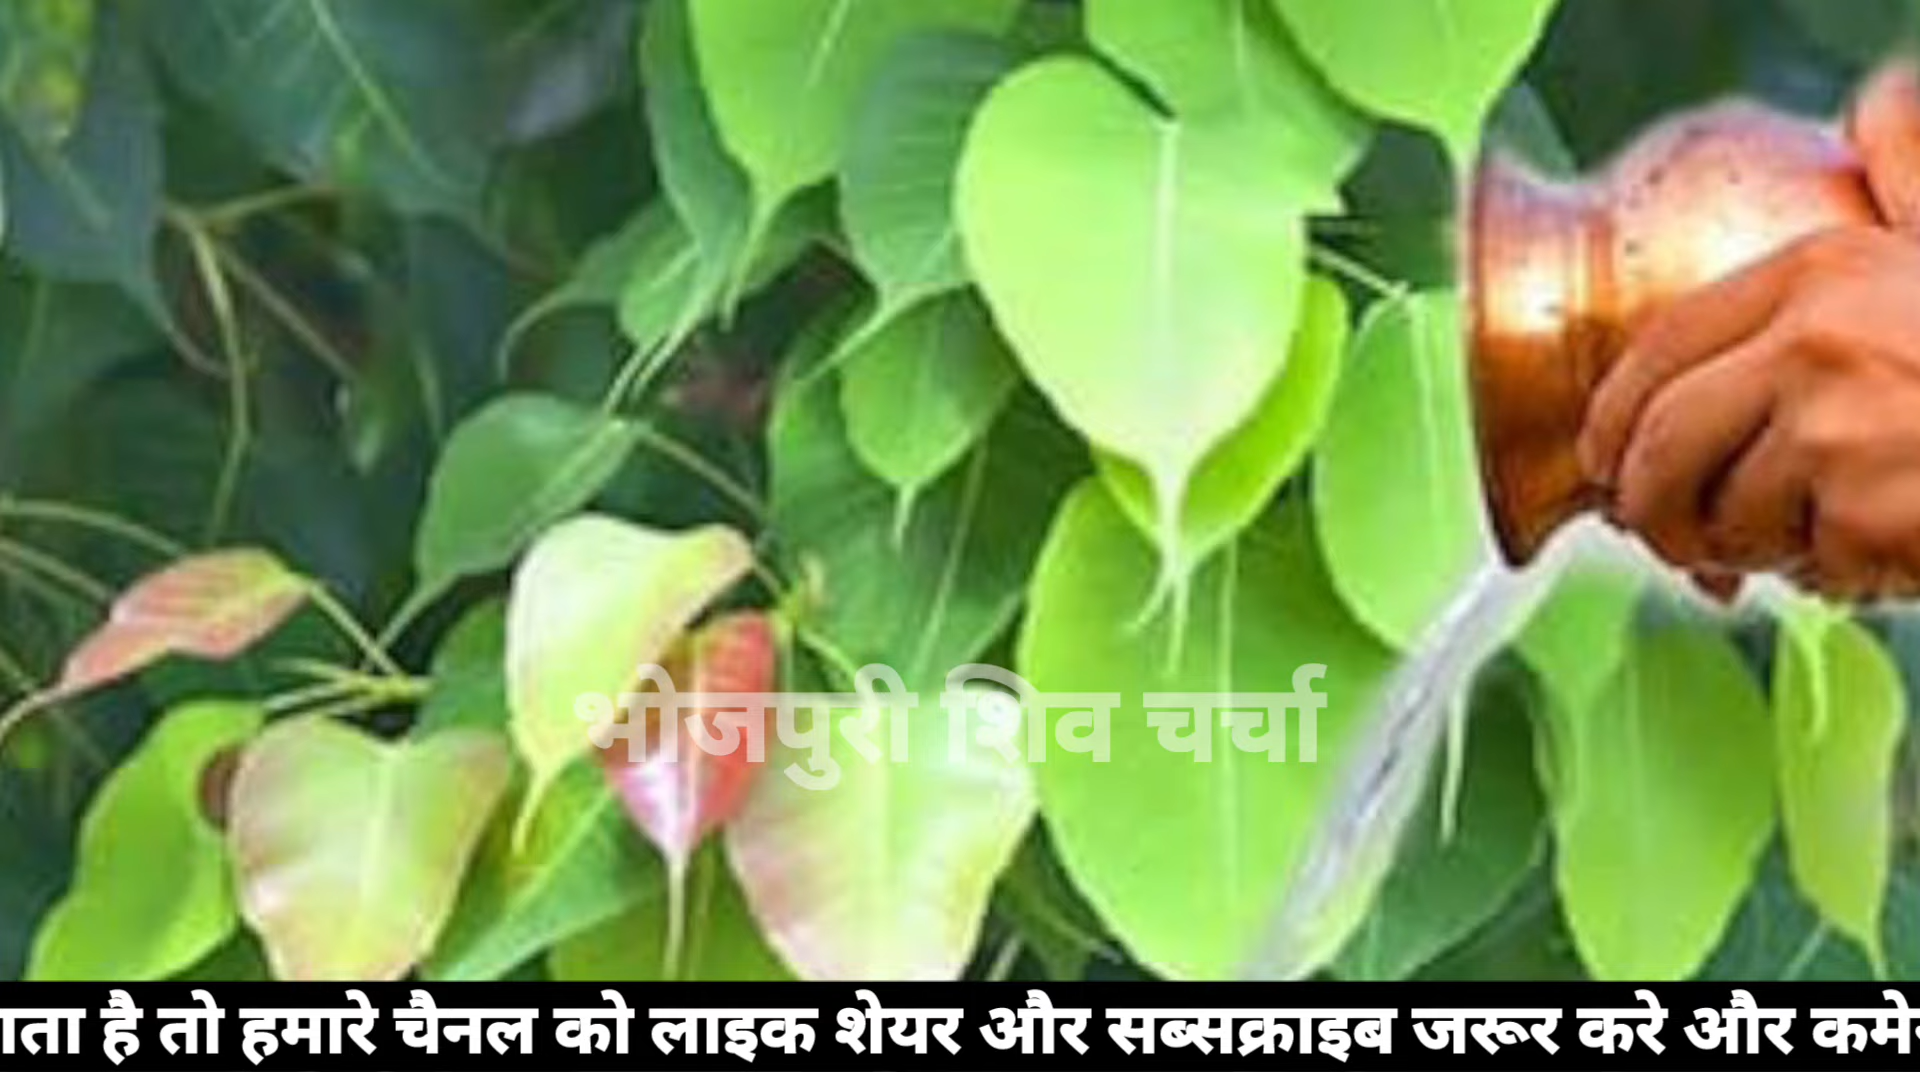 भोजपुरी शिव चर्चा
है तो हमारे चैनल को लाइक शेयर और सब्सक्राइब जरूर करे और